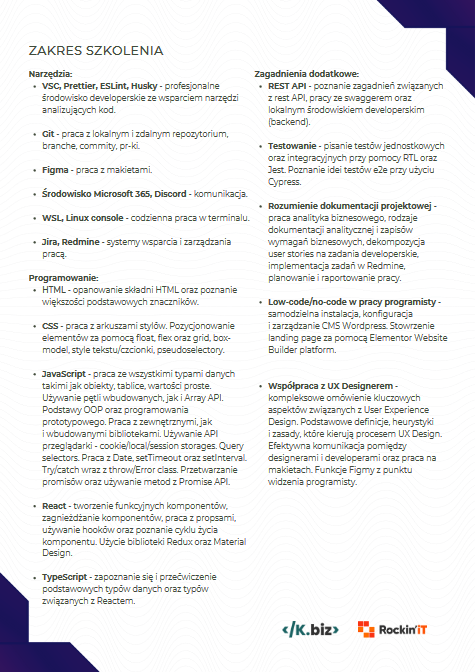 ZAKRES SZKOLENIA
Narzędzia:
• VSC, Prettier, ESLint, Husky - profesjonalne
środowisko developerskie ze wsparciem narzędzi
analizujących kod.
• Git - praca z lokalnym i zdalnym repozytorium,
branche, commity, pr-ki.
• Figma - praca z makietami.
• Środowisko Microsoft 365, Discord - komunikacja.
• WSL, Linux console - codzienna praca w terminalu.
• Jira, Redmine - systemy wsparcia i zarządzania
pracą.
Programowanie:
• HTML - opanowanie składni HTML oraz poznanie
większości podstawowych znaczników.
• CSS - praca z arkuszami stylów. Pozycjonowanie
elementów za pomocą float, flex oraz grid, box-
model, style tekstu/czcionki, pseudoselectory.
• JavaScript - praca ze wszystkimi typami danych
takimi jak obiekty, tablice, wartości proste.
Używanie pętli wbudowanych, jak i Array API.
Podstawy OOP oraz programowania
prototypowego. Praca z zewnętrznymi, jak
i wbudowanymi bibliotekami. Używanie API
przeglądarki - cookie/local/session storages. Query
selectors. Praca z Date, setTimeout oraz setInterval.
Try/catch wraz z throw/Error class. Przetwarzanie
promisów oraz używanie metod z Promise API.
• React - tworzenie funkcyjnych komponentów,
zagnieżdżanie komponentów, praca z propsami,
używanie hooków oraz poznanie cyklu życia
komponentu. Użycie biblioteki Redux oraz Material
Design.
• TypeScript - zapoznanie się i przećwiczenie
podstawowych typów danych oraz typów
związanych z Reactem.
Zagadnienia dodatkowe:
• REST API - poznanie zagadnień związanych
z rest API, pracy ze swaggerem oraz
lokalnym środowiskiem developerskim
(backend).
• Testowanie - pisanie testów jednostkowych
oraz integracyjnych przy pomocy RTL oraz
Jest. Poznanie idei testów e2e przy użyciu
Cypress.
• Rozumienie dokumentacji projektowej -
praca analityka biznesowego, rodzaje
dokumentacji analitycznej i zapisów
wymagań biznesowych, dekompozycja
user stories na zadania developerskie,
implementacja zadań w Redmine,
planowanie i raportowanie pracy.
• Low-code/no-code w pracy programisty -
samodzielna instalacja, konfiguracja
i zarządzanie CMS Wordpress. Stowrzenie
landing page za pomocą Elementor Website
Builder platform.
• Współpraca z UX Designerem -
kompleksowe omówienie kluczowych
aspektów związanych z User Experience
Design. Podstawowe definicje, heurystyki
i zasady, które kierują procesem UX Design.
Efektywna komunikacja pomiędzy
designerami i developerami oraz praca na
makietach. Funkcje Figmy z punktu
widzenia programisty.
</K.biz>
Rockin'IT